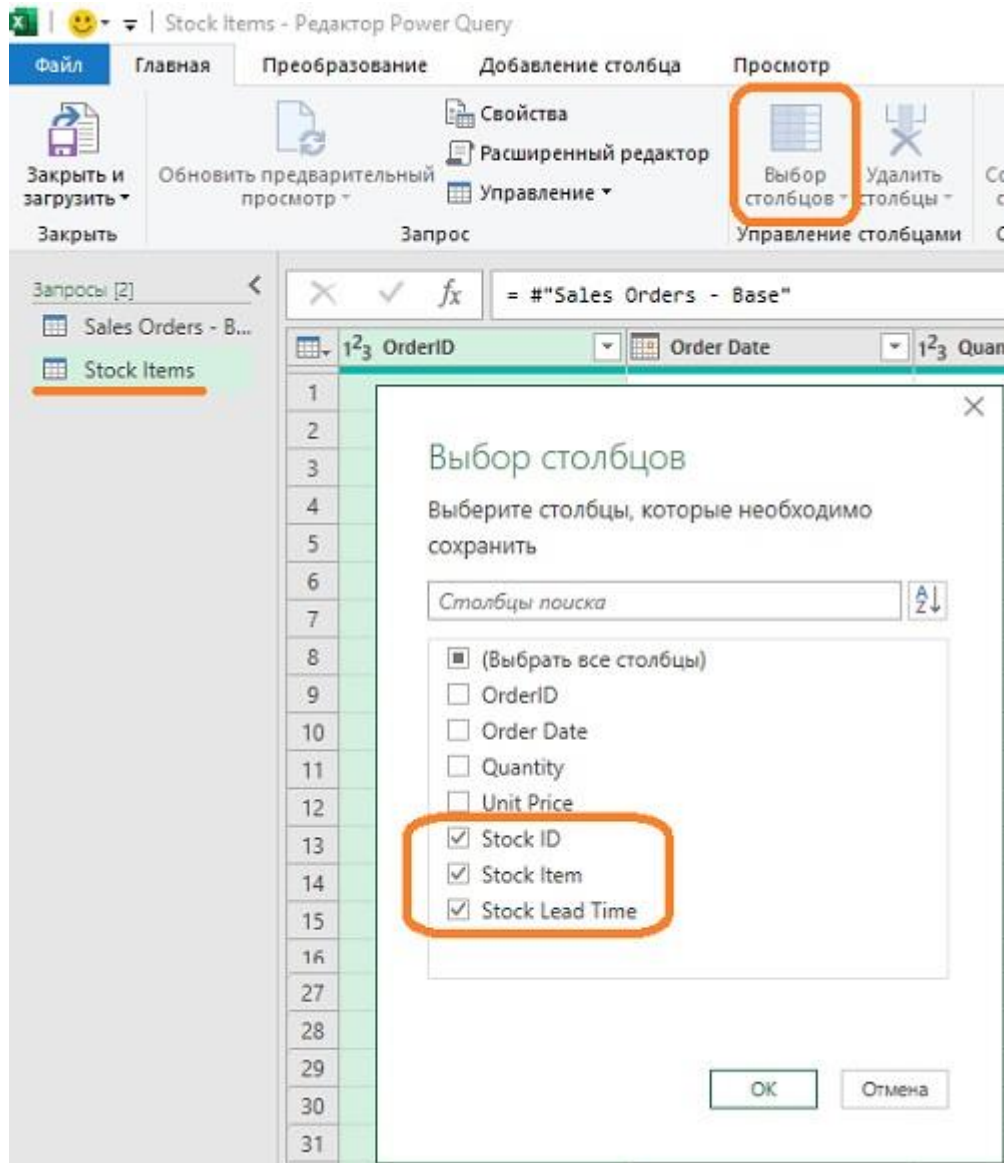 Stock Items - Редактор Power Query
Файл Главная Преобразование Добавление столбца Просмотр
Закрыть и
загрузить
Закрыть
Обновить предварительный
просмотр
Свойства
Расширенный редактор
Управление
Запрос
Выбор
столбцов
Удалить
столбцы
Управление столбцами
Запросы [2]
Sales Orders - B...
Stock Items
fx = #"Sales Orders - Base"
1²3 OrderID Order Date 1²3 Quan
1
2
3
4
5
6
7
8
9
10
11
12
13
14
15
16
27
28
29
30
31
Выбор столбцов
Выберите столбцы, которые необходимо
сохранить
Столбцы поиска
(Выбрать все столбцы)
OrderID
Order Date
Quantity
Unit Price
Stock ID
Stock Item
Stock Lead Time
OK Отмена